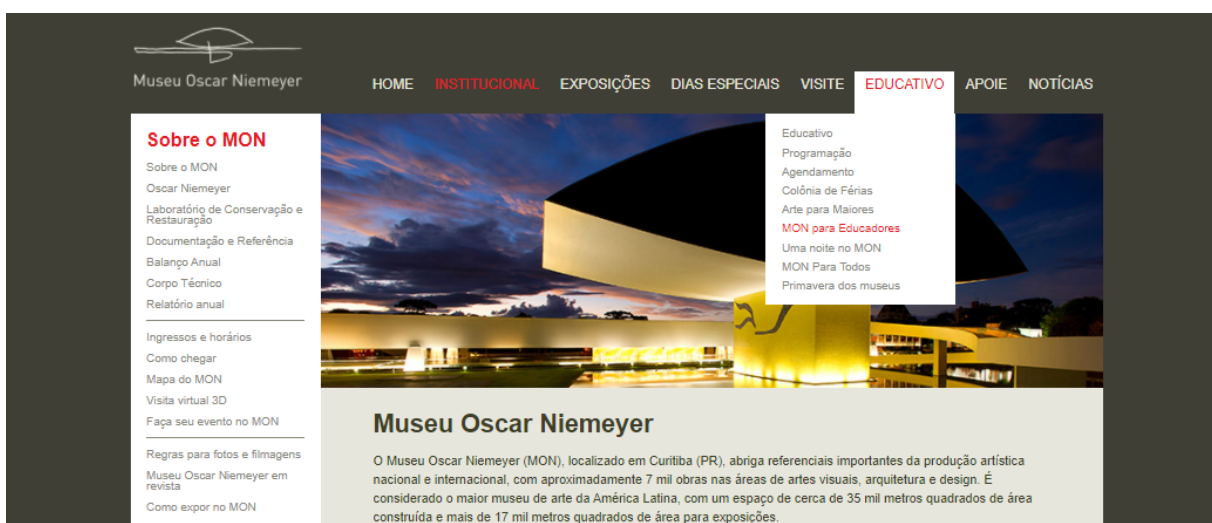 Museu Oscar Niemeyer
HOME INSTITUCIONAL EXPOSIÇÕES DIAS ESPECIAIS VISITE EDUCATIVO APOIE NOTÍCIAS
Sobre o MON
Sobre o MON
Oscar Niemeyer
Laboratório de Conservação e
Restauração
Documentação e Referência
Balanço Anual
Corpo Técnico
Relatório anual
Ingressos e horários
Como chegar
Mapa do MON
Visita virtual 3D
Faça seu evento no MON
Regras para fotos e filmagens
Museu Oscar Niemeyer em
revista
Como expor no MON
Educativo
Programação
Agendamento
Colônia de Férias
Arte para Maiores
MON para Educadores
Uma noite no MON
MON Para Todos
Primavera dos museus
Museu Oscar Niemeyer
O Museu Oscar Niemeyer (MON), localizado em Curitiba (PR), abriga referenciais importantes da produção artística
nacional e internacional, com aproximadamente 7 mil obras nas áreas de artes visuais, arquitetura e design. É
considerado o maior museu de arte da América Latina, com um espaço de cerca de 35 mil metros quadrados de área
construída e mais de 17 mil metros quadrados de área para exposições.